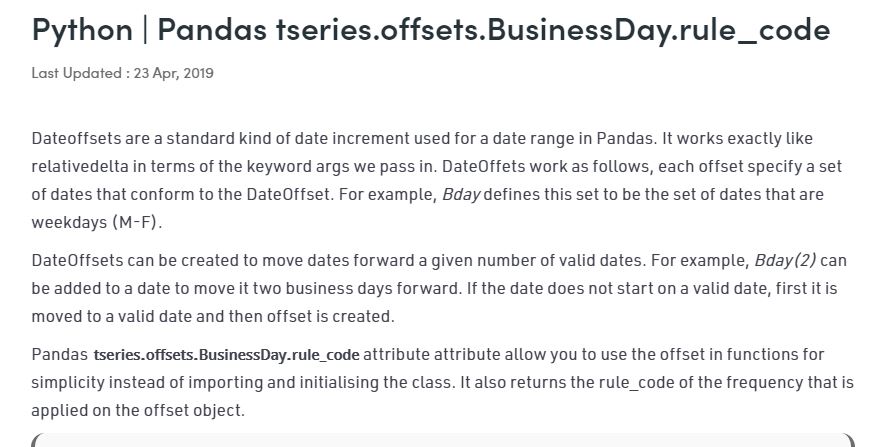 Python | Pandas tseries.offsets.BusinessDay.rule_code
Last Updated : 23 Apr, 2019
Dateoffsets are a standard kind of date increment used for a date range in Pandas. It works exactly like
relativedelta in terms of the keyword args we pass in. DateOffets work as follows, each offset specify a set
of dates that conform to the DateOffset. For example, Bday defines this set to be the set of dates that are
weekdays (M-F).
DateOffsets can be created to move dates forward a given number of valid dates. For example, Bday(2) can
be added to a date to move it two business days forward. If the date does not start on a valid date, first it is
moved to a valid date and then offset is created.
Pandas tseries.offsets.BusinessDay.rule_code attribute attribute allow you to use the offset in functions for
simplicity instead of importing and initialising the class. It also returns the rule_code of the frequency that is
applied on the offset object.